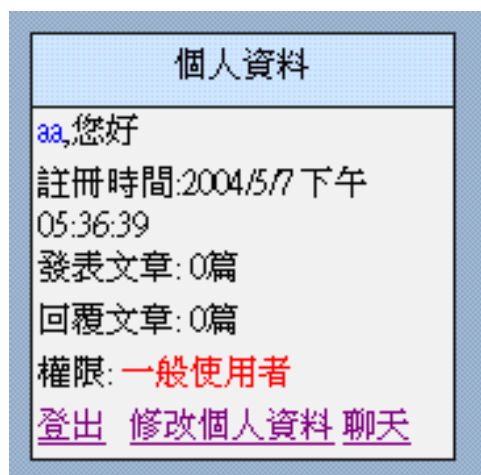 個人資料
aa,您好
註冊時間:2004/5/7 下午
05:36:39
發表文章: 0篇
回覆文章: 0篇
權限: 一般使用者
登出 修改個人資料 聊天